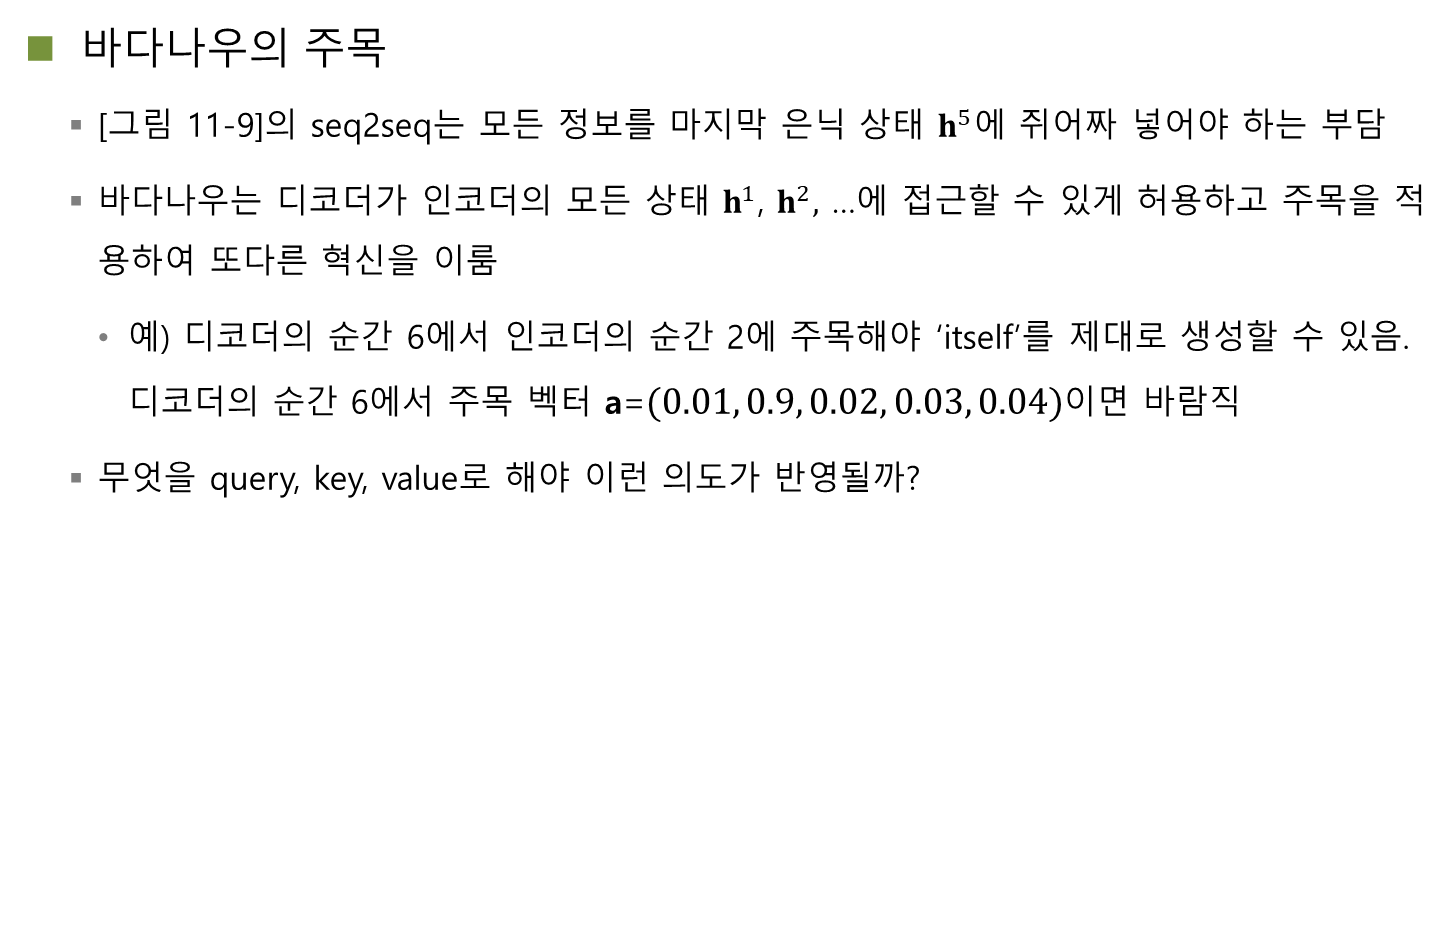 바다나우의 주목
[그림 11-9]의 seq2seq는 모든 정보를 마지막 은닉 상태 𝐡⁵에 쥐어짜 넣어야 하는 부담
바다나우는 디코더가 인코더의 모든 상태 𝐡¹, 𝐡², …에 접근할 수 있게 허용하고 주목을 적
용하여 또다른 혁신을 이룸
예) 디코더의 순간 6에서 인코더의 순간 2에 주목해야 ‘itself’를 제대로 생성할 수 있음.
디코더의 순간 6에서 주목 벡터 a=(0.01, 0.9, 0.02, 0.03, 0.04)이면 바람직
무엇을 query, key, value로 해야 이런 의도가 반영될까?